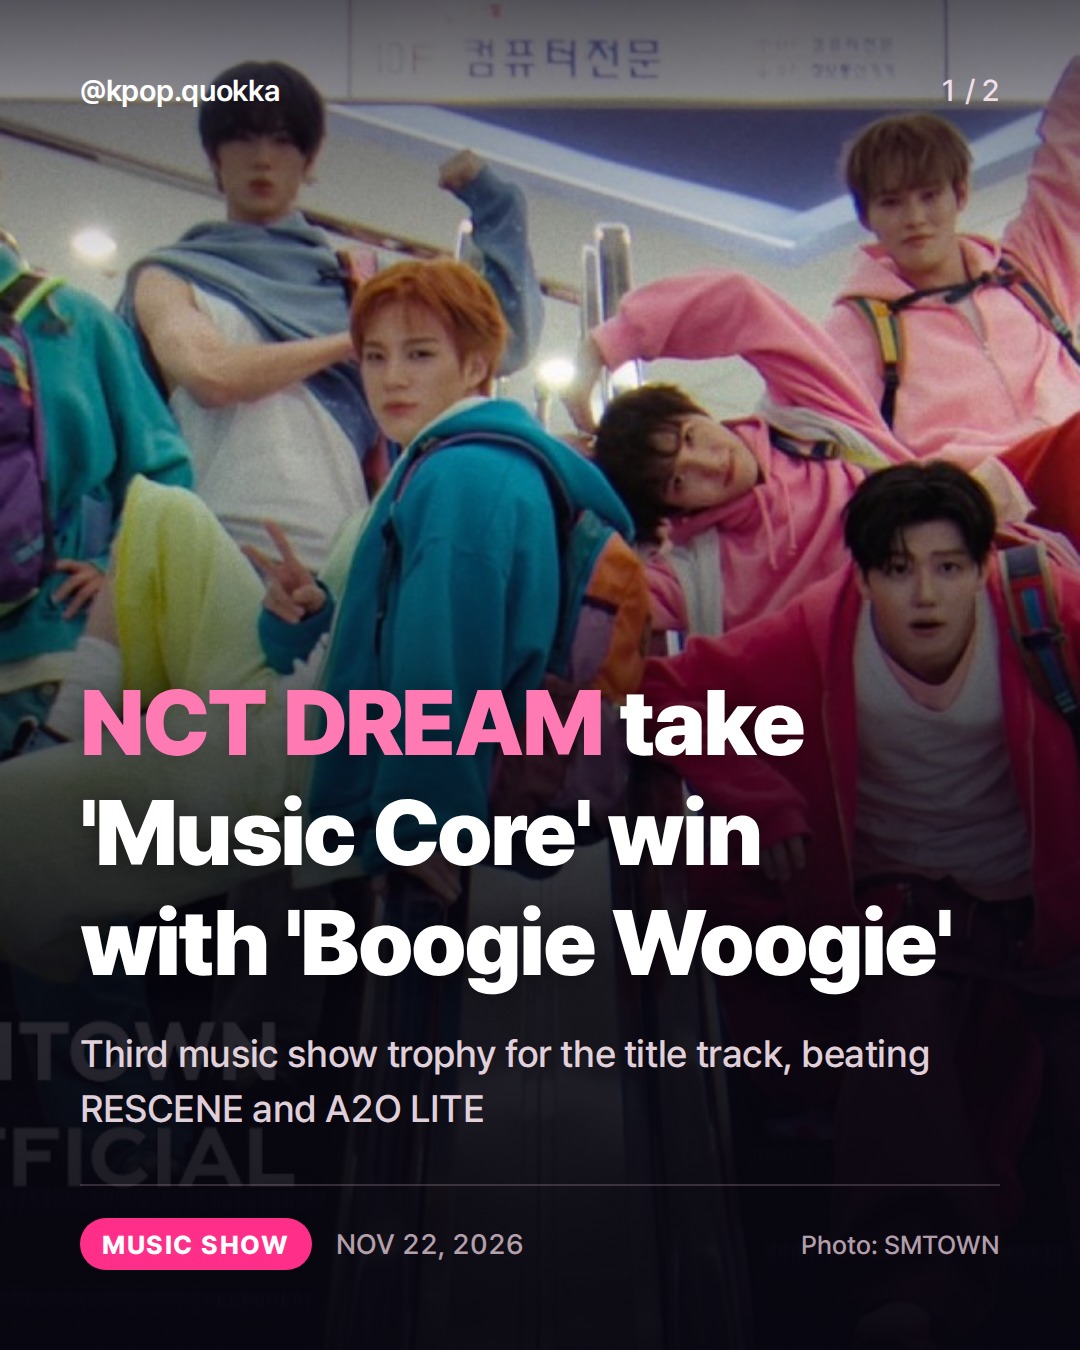 컴퓨터전문
@kpop.quokka
1 / 2
NCT DREAM take
'Music Core' win
with 'Boogie Woogie'
Third music show trophy for the title track, beating
RESCENE and A2O LITE
MUSIC SHOW
NOV 22, 2026
Photo: SMTOWN